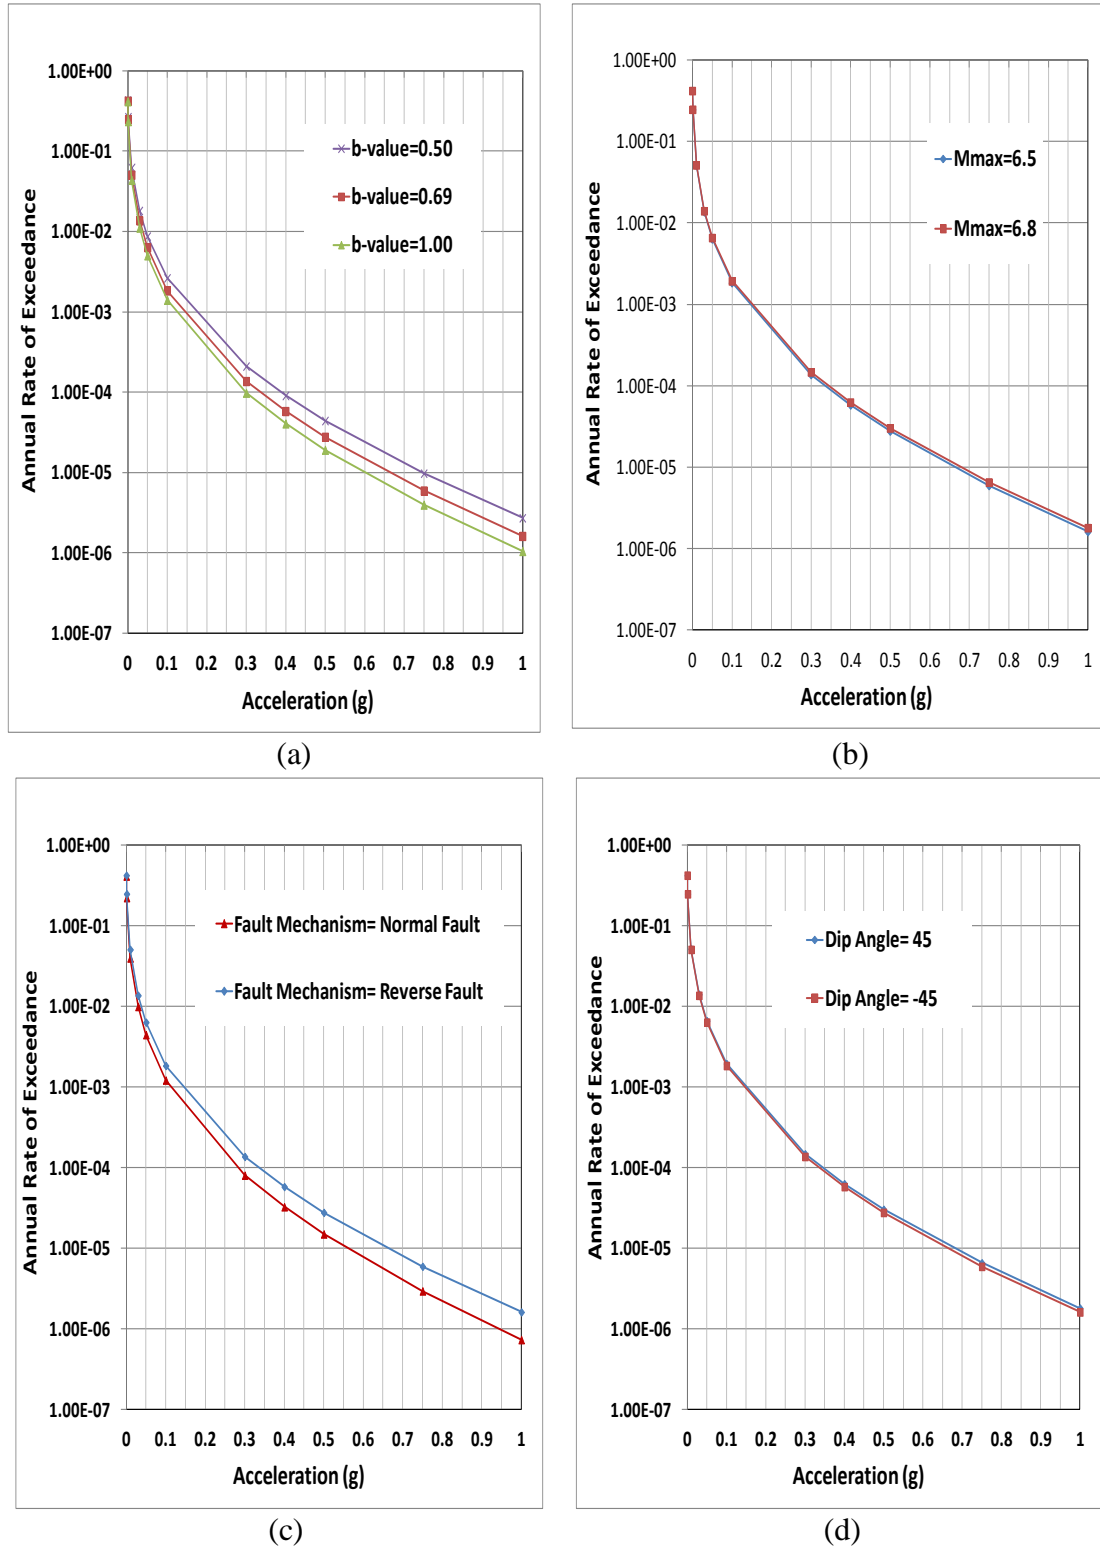 1.00E+00
1.00E-01
1.00E-02
1.00E-03
1.00E-04
1.00E-05
1.00E-06
1.00E-07
Annual Rate of Exceedance
b-value=0.50
b-value=0.69
b-value=1.00
0 0.1 0.2 0.3 0.4 0.5 0.6 0.7 0.8 0.9 1
Acceleration (g)
(a)
1.00E+00
1.00E-01
1.00E-02
1.00E-03
1.00E-04
1.00E-05
1.00E-06
1.00E-07
Annual Rate of Exceedance
Mmax=6.5
Mmax=6.8
0 0.1 0.2 0.3 0.4 0.5 0.6 0.7 0.8 0.9 1
Acceleration (g)
(b)
1.00E+00
1.00E-01
1.00E-02
1.00E-03
1.00E-04
1.00E-05
1.00E-06
1.00E-07
Annual Rate of Exceedance
Fault Mechanism= Normal Fault
Fault Mechanism= Reverse Fault
0 0.1 0.2 0.3 0.4 0.5 0.6 0.7 0.8 0.9 1
Acceleration (g)
(c)
1.00E+00
1.00E-01
1.00E-02
1.00E-03
1.00E-04
1.00E-05
1.00E-06
1.00E-07
Annual Rate of Exceedance
Dip Angle= 45
Dip Angle= -45
0 0.1 0.2 0.3 0.4 0.5 0.6 0.7 0.8 0.9 1
Acceleration (g)
(d)